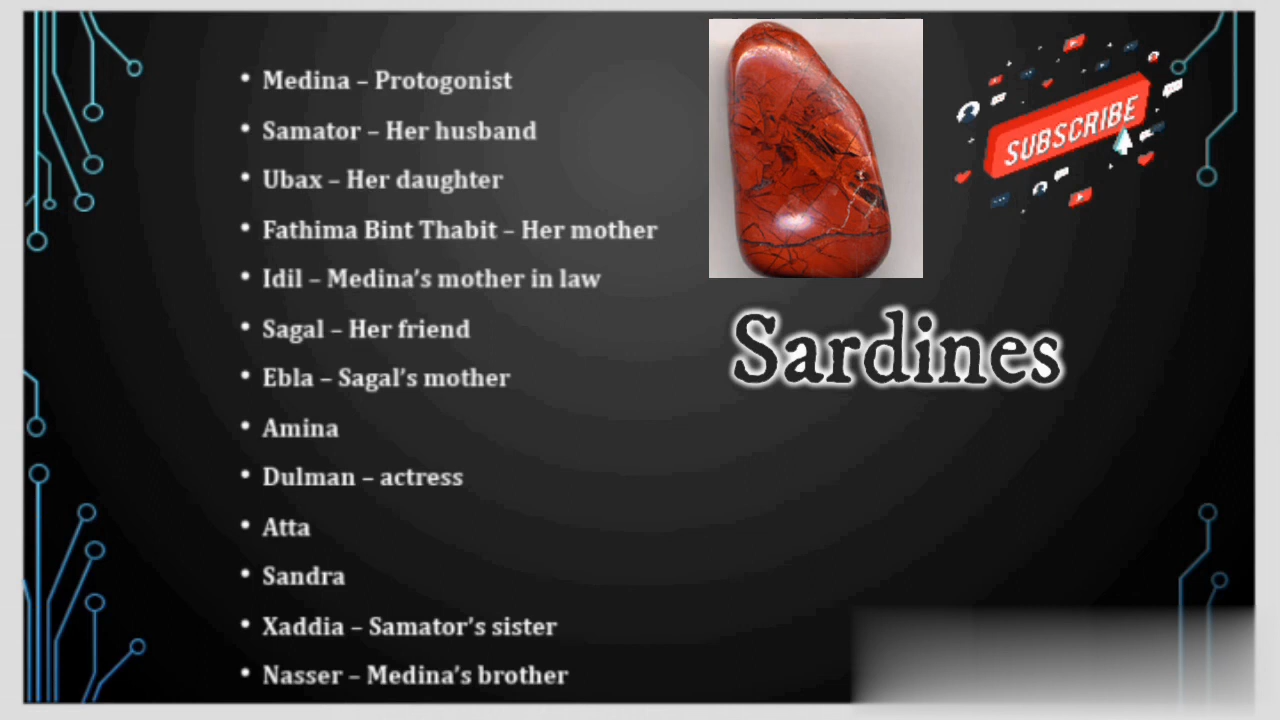 • Medina – Protogonist
• Samator – Her husband
• Ubax – Her daughter
• Fathima Bint Thabit – Her mother
• Idil – Medina's mother in law
• Sagal – Her friend
• Ebla – Sagal's mother
• Amina
• Dulman – actress
• Atta
• Sandra
• Xaddia – Samator's sister
• Nasser – Medina's brother
SUBSCRIBE
Sardines